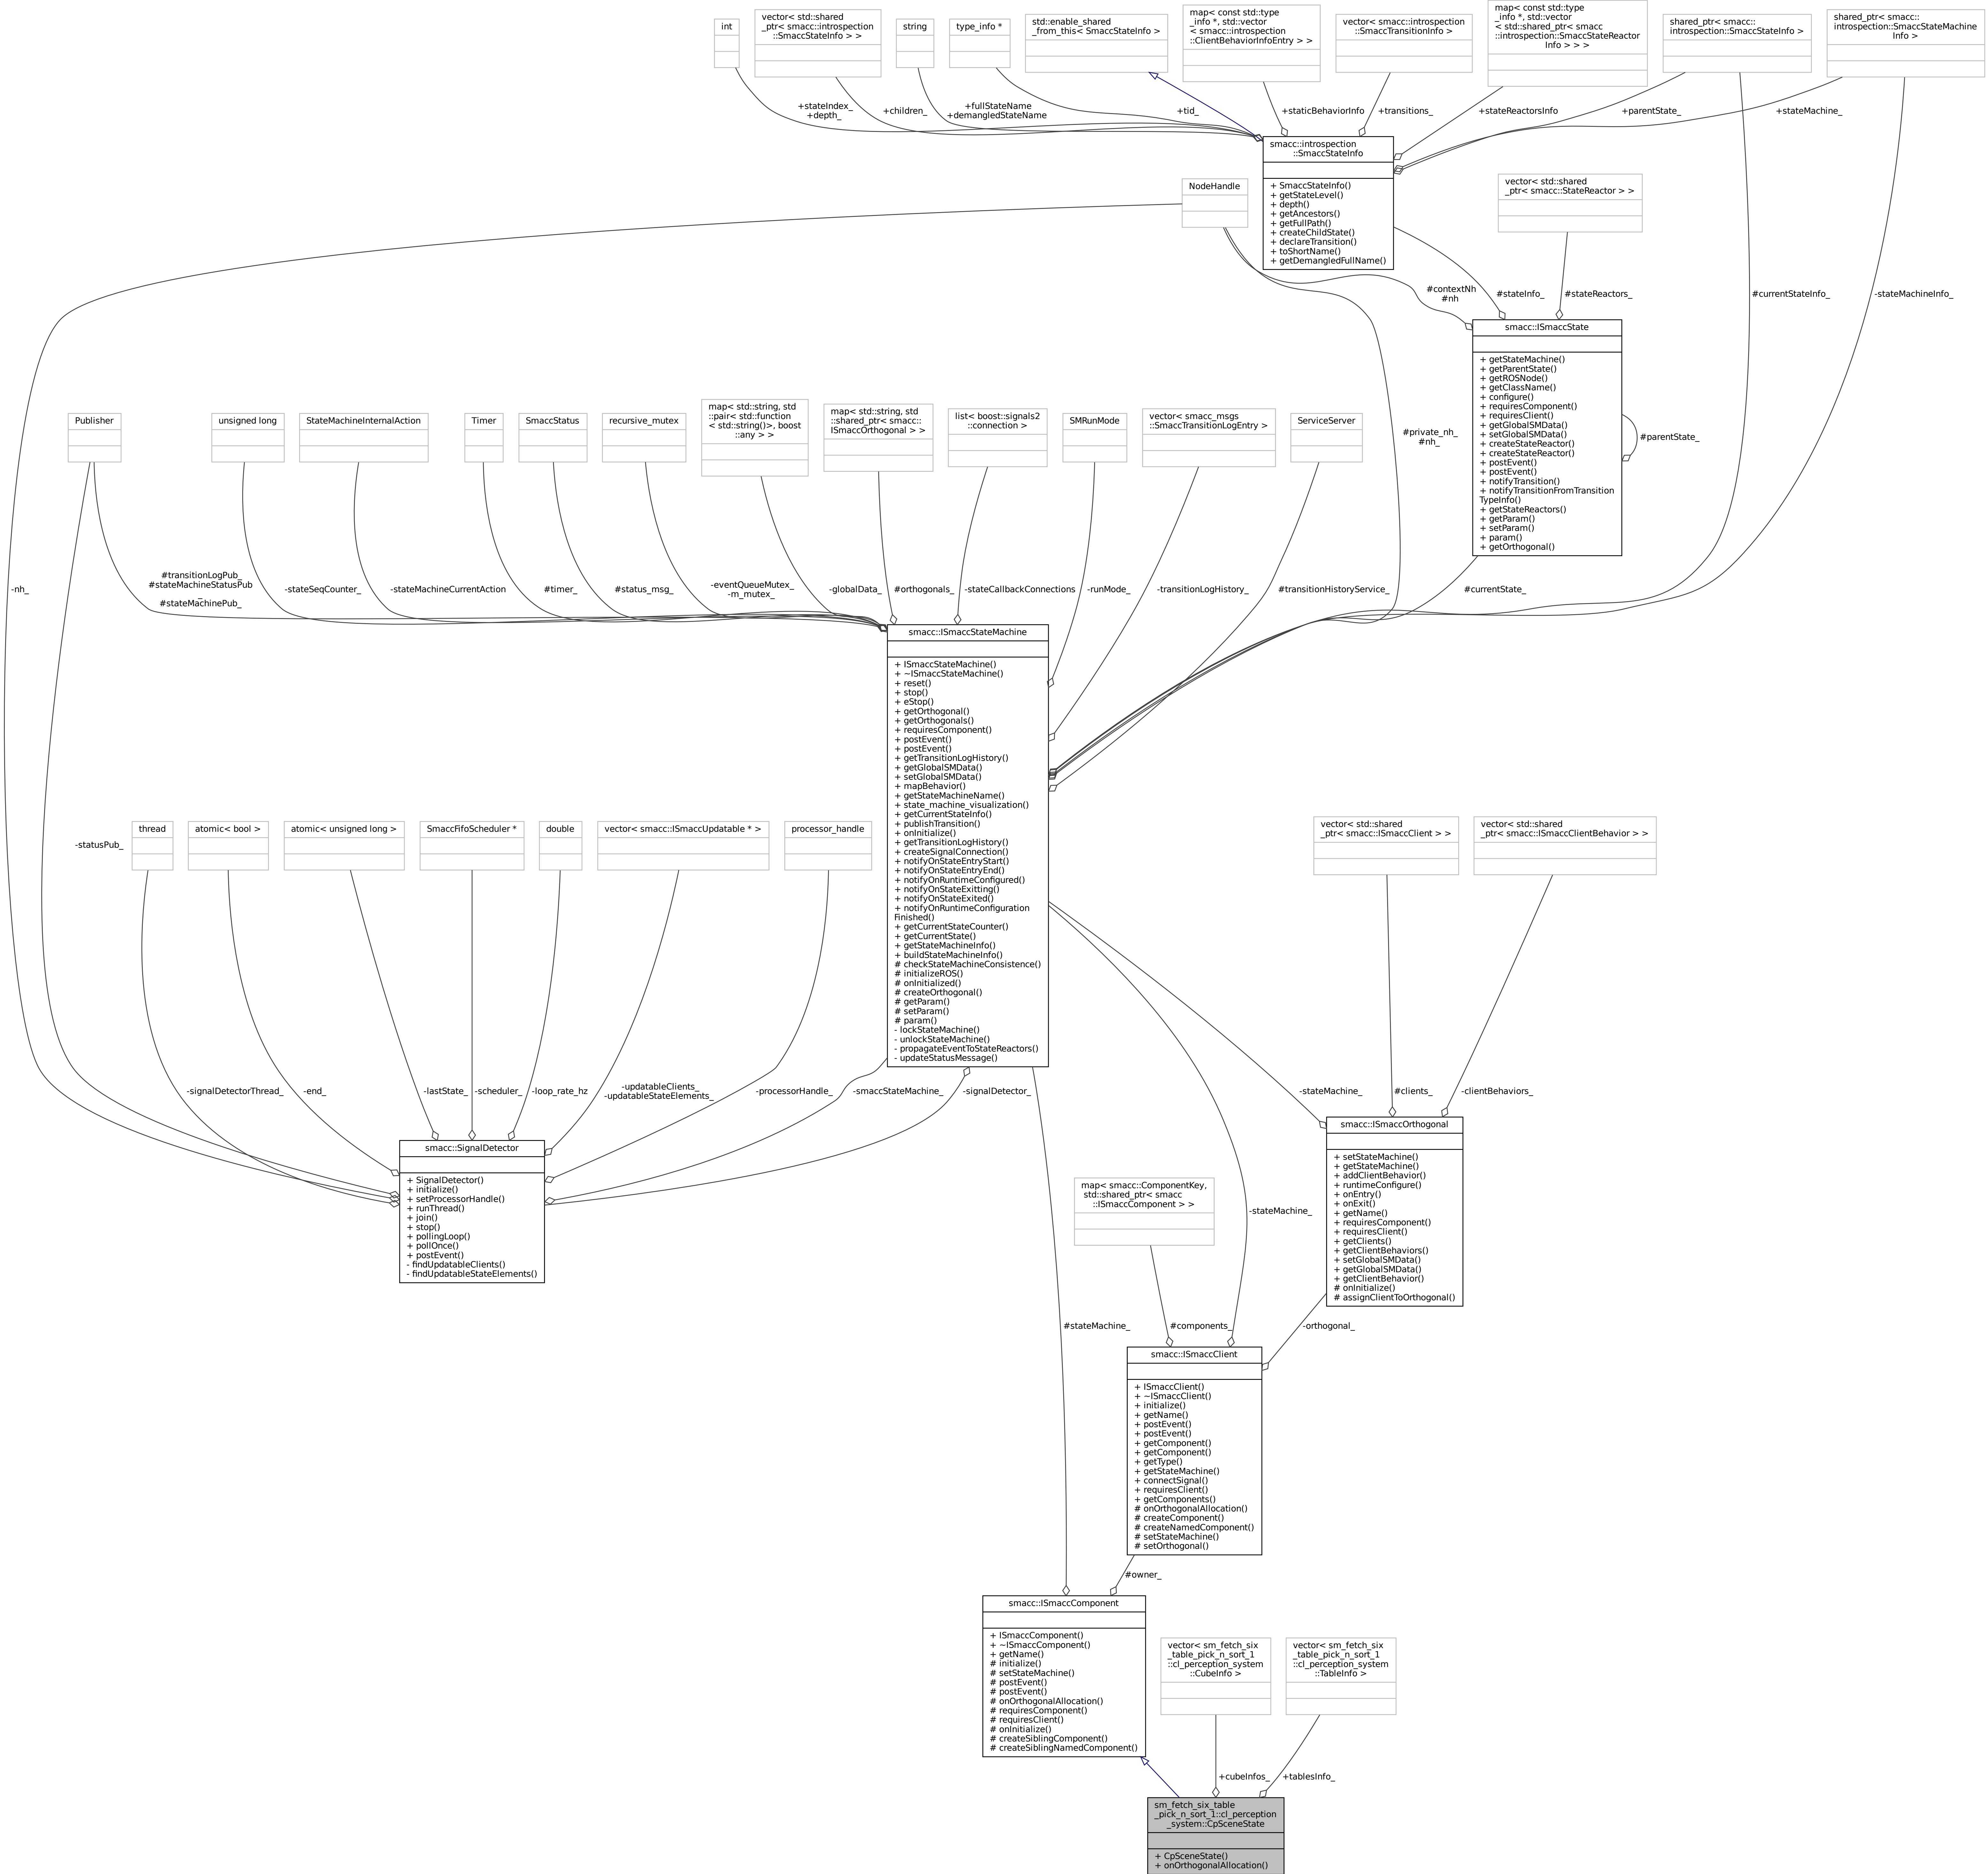 int
vector< std::shared
_ptr< smacc::introspection
::SmaccStateInfo > >
string
type_info *
std::enable_shared
_from_this< SmaccStateInfo >
map< const std::type
_info *, std::vector
< smacc::introspection
::ClientBehaviorInfoEntry > >
vector< smacc::introspection
::SmaccTransitionInfo >
map< const std::type
_info *, std::vector
< std::shared_ptr< smacc
::introspection::SmaccStateReactor
Info > > >
shared_ptr< smacc::
introspection::SmaccStateInfo >
shared_ptr< smacc::
introspection::SmaccStateMachine
Info >
+stateIndex_
+depth_
+children_
+fullStateName
+demangledStateName
+tid_
+staticBehaviorInfo
+transitions_
+stateReactorsInfo
+parentState_
+stateMachine_
smacc::introspection
::SmaccStateInfo
+ SmaccStateInfo()
+ getStateLevel()
+ depth()
+ getAncestors()
+ getFullPath()
+ createChildState()
+ declareTransition()
+ toShortName()
+ getDemangledFullName()
NodeHandle
vector< std::shared
_ptr< smacc::StateReactor > >
#contextNh
#nh
#stateInfo_
#stateReactors_
#currentStateInfo_
-stateMachineInfo_
smacc::ISmaccState
+ getStateMachine()
+ getParentState()
+ getROSNode()
+ getClassName()
+ configure()
+ requiresComponent()
+ requiresClient()
+ getGlobalSMData()
+ setGlobalSMData()
+ createStateReactor()
+ createStateReactor()
+ postEvent()
+ postEvent()
+ notifyTransition()
+ notifyTransitionFromTransition
TypeInfo()
+ getStateReactors()
+ getParam()
+ setParam()
+ param()
+ getOrthogonal()
#parentState_
#private_nh_
#nh_
Publisher
unsigned long
StateMachineInternalAction
Timer
SmaccStatus
recursive_mutex
map< std::string, std
::pair< std::function
< std::string()>, boost
::any > >
map< std::string, std
::shared_ptr< smacc::
ISmaccOrthogonal > >
list< boost::signals2
::connection >
SMRunMode
vector< smacc_msgs
::SmaccTransitionLogEntry >
ServiceServer
-nh_
#transitionLogPub_
#stateMachineStatusPub
_
#stateMachinePub_
-stateSeqCounter_
-stateMachineCurrentAction
#timer_
#status_msg_
-eventQueueMutex_
-m_mutex_
-globalData_
#orthogonals_
-stateCallbackConnections
-runMode_
-transitionLogHistory_
#transitionHistoryService_
#currentState_
smacc::ISmaccStateMachine
+ ISmaccStateMachine()
+ ~ISmaccStateMachine()
+ reset()
+ stop()
+ eStop()
+ getOrthogonal()
+ getOrthogonals()
+ requiresComponent()
+ postEvent()
+ postEvent()
+ getTransitionLogHistory()
+ getGlobalSMData()
+ setGlobalSMData()
+ mapBehavior()
+ getStateMachineName()
+ state_machine_visualization()
+ getCurrentStateInfo()
+ publishTransition()
+ onInitialize()
+ getTransitionLogHistory()
+ createSignalConnection()
+ notifyOnStateEntryStart()
+ notifyOnStateEntryEnd()
+ notifyOnRuntimeConfigured()
+ notifyOnStateExitting()
+ notifyOnStateExited()
+ notifyOnRuntimeConfiguration
Finished()
+ getCurrentStateCounter()
+ getCurrentState()
+ getStateMachineInfo()
+ buildStateMachineInfo()
# checkStateMachineConsistence()
# initializeROS()
# onInitialized()
# createOrthogonal()
# getParam()
# setParam()
# param()
- lockStateMachine()
- unlockStateMachine()
- propagateEventToStateReactors()
- updateStatusMessage()
-statusPub_
thread
atomic< bool >
atomic< unsigned long >
SmaccFifoScheduler *
double
vector< smacc::ISmaccUpdatable * >
processor_handle
vector< std::shared
_ptr< smacc::ISmaccClient > >
vector< std::shared
_ptr< smacc::ISmaccClientBehavior > >
-signalDetectorThread_
-end_
-lastState_
-scheduler_
-loop_rate_hz
-updatableClients_
-updatableStateElements_
-processorHandle_
-smaccStateMachine_
-signalDetector_
-stateMachine_
#clients_
-clientBehaviors_
smacc::SignalDetector
+ SignalDetector()
+ initialize()
+ setProcessorHandle()
+ runThread()
+ join()
+ stop()
+ pollingLoop()
+ pollOnce()
+ postEvent()
- findUpdatableClients()
- findUpdatableStateElements()
smacc::ISmaccOrthogonal
+ setStateMachine()
+ getStateMachine()
+ addClientBehavior()
+ runtimeConfigure()
+ onEntry()
+ onExit()
+ getName()
+ requiresComponent()
+ requiresClient()
+ getClients()
+ getClientBehaviors()
+ setGlobalSMData()
+ getGlobalSMData()
+ getClientBehavior()
# onInitialize()
# assignClientToOrthogonal()
map< smacc::ComponentKey,
std::shared_ptr< smacc
::ISmaccComponent > >
-stateMachine_
#stateMachine_
#components_
-orthogonal_
smacc::ISmaccClient
+ ISmaccClient()
+ ~ISmaccClient()
+ initialize()
+ getName()
+ postEvent()
+ postEvent()
+ getComponent()
+ getComponent()
+ getType()
+ getStateMachine()
+ connectSignal()
+ requiresClient()
+ getComponents()
# onOrthogonalAllocation()
# createComponent()
# createNamedComponent()
# setStateMachine()
# setOrthogonal()
#owner_
smacc::ISmaccComponent
+ ISmaccComponent()
+ ~ISmaccComponent()
+ getName()
# initialize()
# setStateMachine()
# postEvent()
# postEvent()
# onOrthogonalAllocation()
# requiresComponent()
# requiresClient()
# onInitialize()
# createSiblingComponent()
# createSiblingNamedComponent()
vector< sm_fetch_six
_table_pick_n_sort_1
::cl_perception_system
::CubeInfo >
vector< sm_fetch_six
_table_pick_n_sort_1
::cl_perception_system
::TableInfo >
+cubeInfos_
+tablesInfo_
sm_fetch_six_table
_pick_n_sort_1::cl_perception
_system::CpSceneState
+ CpSceneState()
+ onOrthogonalAllocation()